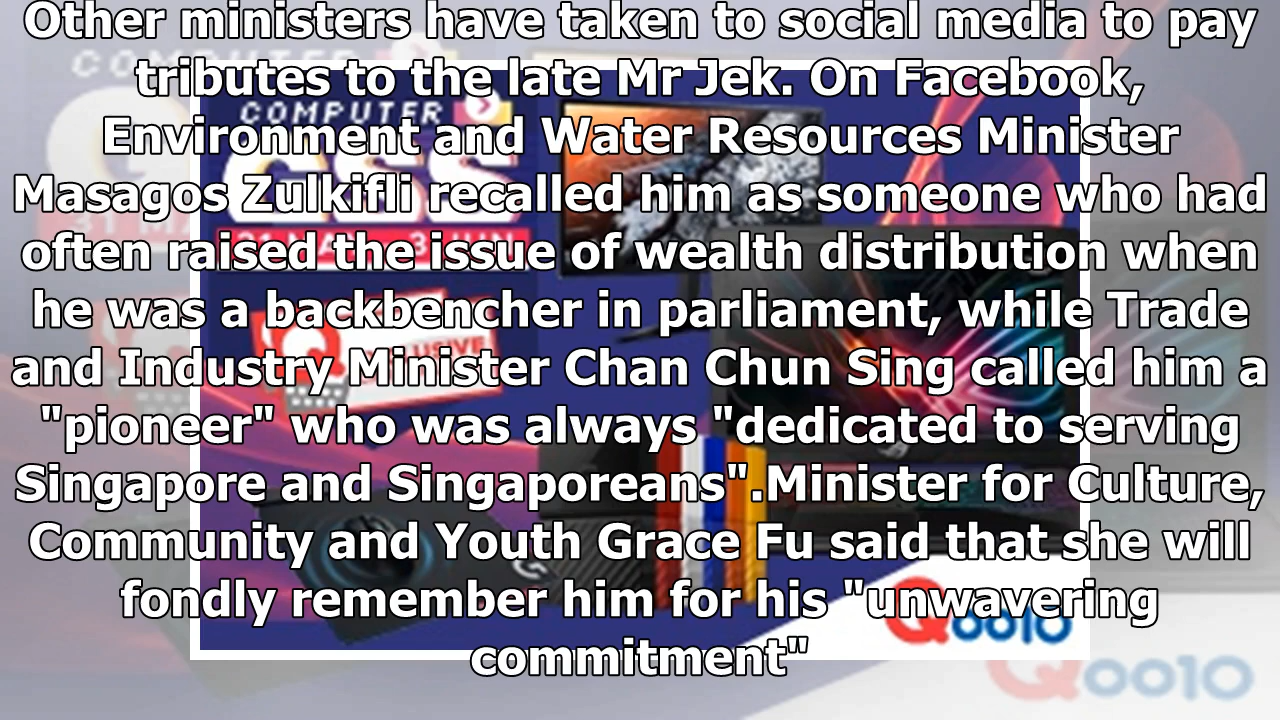 Other ministers have taken to social media to pay
tributes to the late Mr Jek. On Facebook,
Environment and Water Resources Minister
Masagos Zulkifli recalled him as someone who had
often raised the issue of wealth distribution when
he was a backbencher in parliament, while Trade
and Industry Minister Chan Chun Sing called him a
"pioneer" who was always "dedicated to serving
Singapore and Singaporeans".Minister for Culture,
Community and Youth Grace Fu said that she will
fondly remember him for his "unwavering
commitment"
COMPUTER
GSS
Qoo10
Qoo10